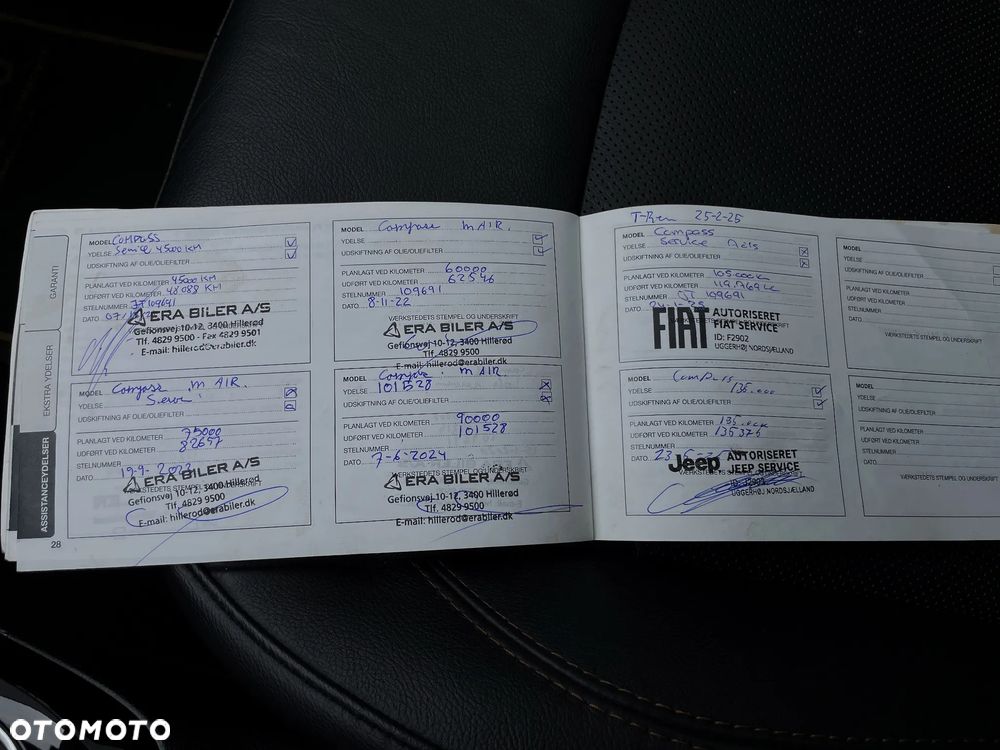 GARANTI
EKSTRA YDELSER
ASSISTANCEYDELSER
28
MODEL COMPASS
YDELSE Service 45000 KM
UDSKIFTNING AF OLIE/OLIEFILTER
PLANLAGT VED KILOMETER 45000 KM
UDFØRT VED KILOMETER 48088 KM
STELNUMMER 109691
DATO
ERA BILER A/S
Gefionsvej 10-12, 3400 Hillerød
Tlf. 4829 9500 - Fax 4829 9501
E-mail: hillerod@erabiler.dk
MODEL Compass m AIR.
YDELSE
UDSKIFTNING AF OLIE/OLIEFILTER
PLANLAGT VED KILOMETER 60000
UDFØRT VED KILOMETER 62546
STELNUMMER 109691
DATO 8-11-22
VÆRKSTEDETS STEMPEL OG UNDERSKRIFT
ERA BILER A/S
Gefionsvej 10-12, 3400 Hillerød
Tlf. 4829 9500
E-mail: hillerod@erabiler.dk
MODEL Compass m AIR.
YDELSE
UDSKIFTNING AF OLIE/OLIEFILTER
PLANLAGT VED KILOMETER 75000
UDFØRT VED KILOMETER 82657
STELNUMMER
DATO 19-9-2023
VÆRKSTEDETS STEMPEL OG UNDERSKRIFT
ERA BILER A/S
Gefionsvej 10-12, 3400 Hillerød
Tlf. 4829 9500
E-mail: hillerod@erabiler.dk
MODEL Compass m AIR.
YDELSE 101528
UDSKIFTNING AF OLIE/OLIEFILTER
PLANLAGT VED KILOMETER 90000
UDFØRT VED KILOMETER 101528
STELNUMMER
DATO 7-6-2024
VÆRKSTEDETS STEMPEL OG UNDERSKRIFT
ERA BILER A/S
Gefionsvej 10-12, 3400 Hillerød
Tlf. 4829 9500
E-mail: hillerod@erabiler.dk
25-2-25
MODEL Compass
YDELSE Service
UDSKIFTNING AF OLIE/OLIEFILTER
PLANLAGT VED KILOMETER
UDFØRT VED KILOMETER
STELNUMMER 109691
DATO
FIAT
AUTORISERET
FIAT SERVICE
ID: F2902
UGGERHØJ NORDSJÆLLAND
MODEL Compass
YDELSE 135.000
UDSKIFTNING AF OLIE/OLIEFILTER
PLANLAGT VED KILOMETER
UDFØRT VED KILOMETER 135376
STELNUMMER
DATO
Jeep
AUTORISERET
JEEP SERVICE
UGGERHØJ NORDSJÆLLAND
MODEL
YDELSE
UDSKIFTNING AF OLIE/OLIEFILTER
PLANLAGT VED KILOMETER
UDFØRT VED KILOMETER
STELNUMMER
DATO
VÆRKSTEDETS STEMPEL OG UNDERSKRIFT
MODEL
YDELSE
UDSKIFTNING AF OLIE/OLIEFILTER
PLANLAGT VED KILOMETER
UDFØRT VED KILOMETER
STELNUMMER
DATO
VÆRKSTEDETS STEMPEL OG UNDERSKRIFT
OTOMOTO